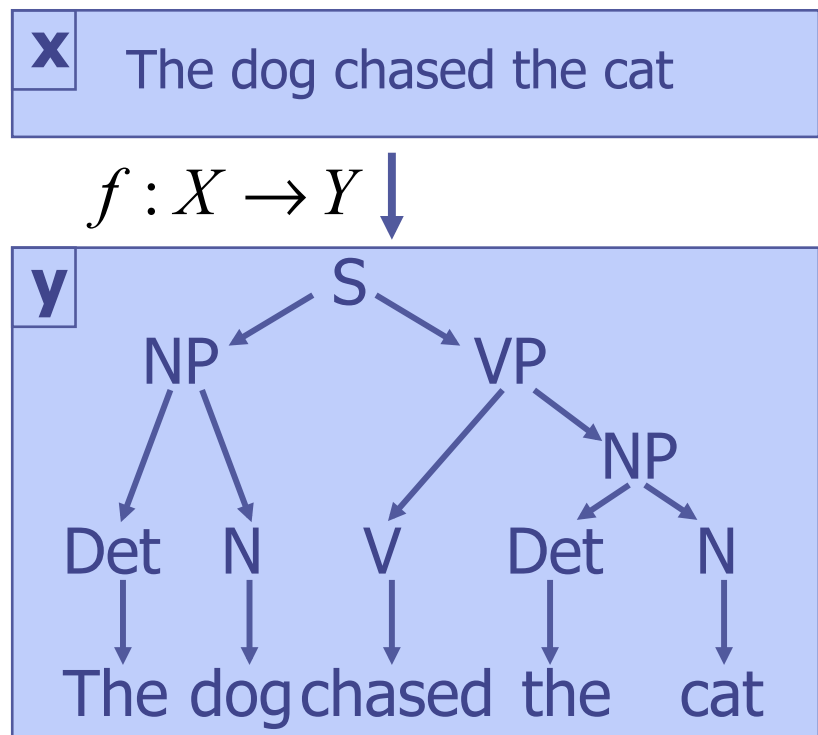 x
The dog chased the cat
f : X → Y
y
S
NP VP
NP
Det N V Det N
The dog chased the cat